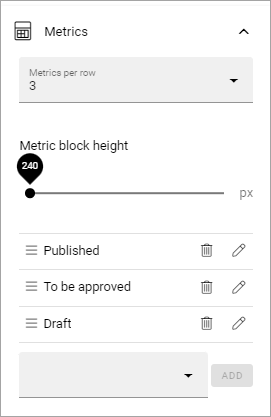 Metrics
Metrics per row
3
Metric block height
240
px
Published
To be approved
Draft
ADD